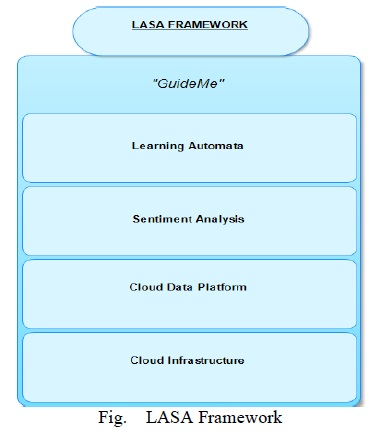 LASA FRAMEWORK
"GuideMe"
Learning Automata
Sentiment Analysis
Cloud Data Platform
Cloud Infrastructure
Fig. LASA Framework